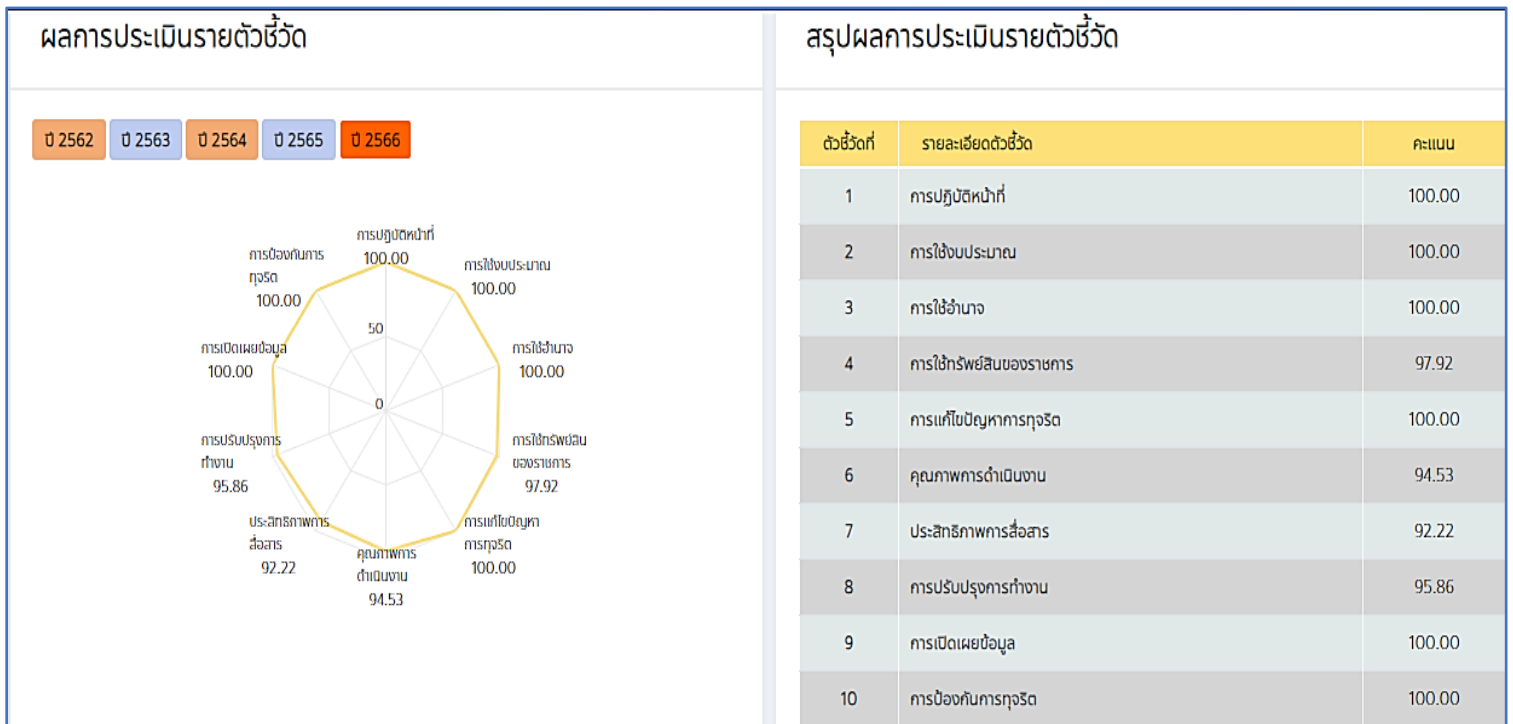 ผลการประเมินรายตัวชี้วัด
ปี 2562 ปี 2563 ปี 2564 ปี 2565 ปี 2566
การปฏิบัติหน้าที่
100.00
การใช้งบประมาณ
100.00
การใช้อำนาจ
100.00
การใช้ทรัพย์สิน
ของราชการ
97.92
การแก้ไขปัญหา
การทุจริต
100.00
คุณภาพการ
ดำเนินงาน
94.53
ประสิทธิภาพการ
สื่อสาร
92.22
การปรับปรุงการ
ทำงาน
95.86
การเปิดเผยข้อมูล
100.00
การป้องกันการ
ทุจริต
100.00
50
0
สรุปผลการประเมินรายตัวชี้วัด
ตัวชี้วัดที่ รายละเอียดตัวชี้วัด คะแนน
1 การปฏิบัติหน้าที่ 100.00
2 การใช้งบประมาณ 100.00
3 การใช้อำนาจ 100.00
4 การใช้ทรัพย์สินของราชการ 97.92
5 การแก้ไขปัญหาการทุจริต 100.00
6 คุณภาพการดำเนินงาน 94.53
7 ประสิทธิภาพการสื่อสาร 92.22
8 การปรับปรุงการทำงาน 95.86
9 การเปิดเผยข้อมูล 100.00
10 การป้องกันการทุจริต 100.00